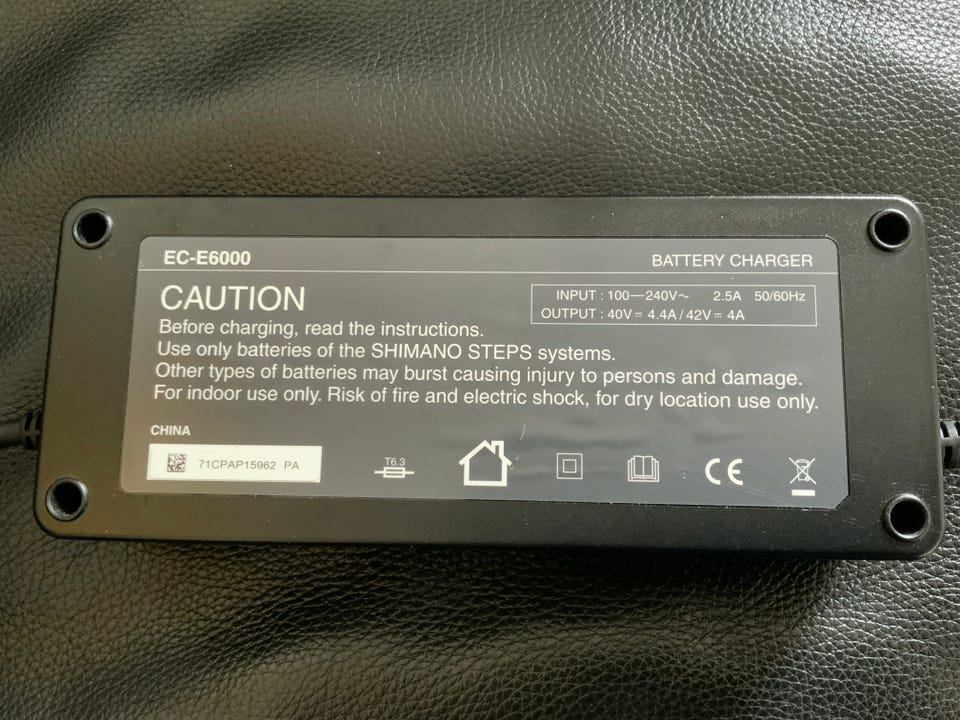 EC-E6000
BATTERY CHARGER
CAUTION
INPUT : 100—240V~ 2.5A 50/60Hz
OUTPUT : 40V⎓4.4A / 42V⎓4A
Before charging, read the instructions.
Use only batteries of the SHIMANO STEPS systems.
Other types of batteries may burst causing injury to persons and damage.
For indoor use only. Risk of fire and electric shock, for dry location use only.
CHINA
71CPAP15962 PA
T6.3
CE